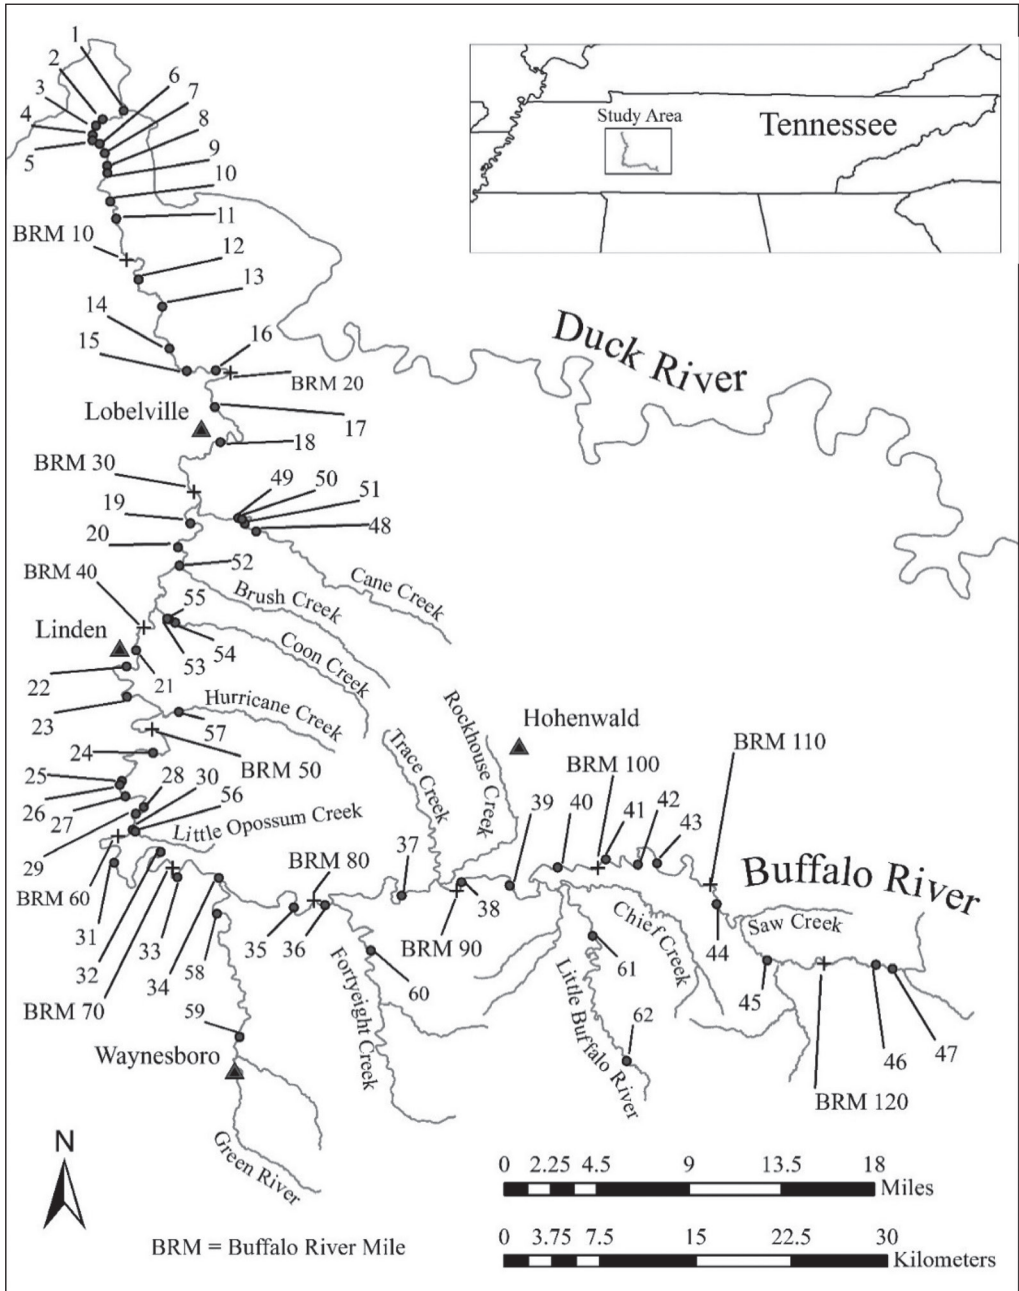 1
2
3
4
5
6
7
8
9
10
11
BRM 10
12
13
14
15
16
BRM 20
Lobelville
17
18
BRM 30
49
50
51
48
19
20
52
BRM 40
Cane Creek
Brush Creek
55
54
53
Coon Creek
Linden
21
22
23
Hurricane Creek
57
24
BRM 50
25
26
27
28
30
56
29
Little Opossum Creek
BRM 60
31
32
33
BRM 70
34
58
35
BRM 80
36
37
Trace Creek
Rockhouse Creek
Hohenwald
BRM 90
38
39
40
BRM 100
41
42
43
BRM 110
Buffalo River
44
Saw Creek
45
BRM 120
46
47
Chief Creek
61
Little Buffalo River
62
60
Fortyeight Creek
59
Waynesboro
Green River
Duck River
Study Area
Tennessee
N
BRM = Buffalo River Mile
0 2.25 4.5 9 13.5 18
Miles
0 3.75 7.5 15 22.5 30
Kilometers